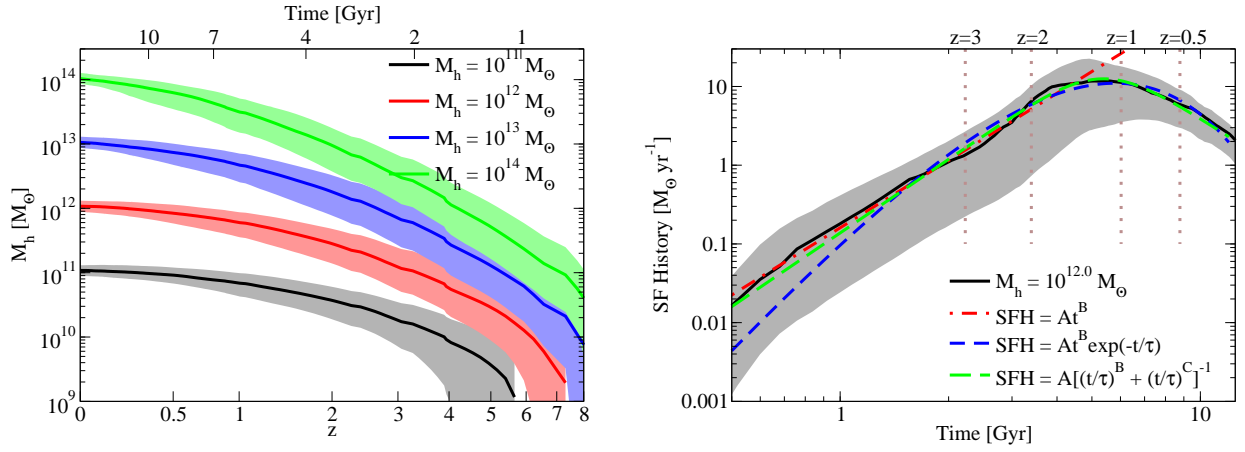 Time [Gyr]
10 7 4 2 1
M_h [M_⊙]
10^14
10^13
10^12
10^11
10^10
10^9
M_h = 10^11 M_⊙
M_h = 10^12 M_⊙
M_h = 10^13 M_⊙
M_h = 10^14 M_⊙
0 0.5 1 2 3 4 5 6 7 8
z
z=3 z=2 z=1 z=0.5
SF History [M_⊙ yr^-1]
10
1
0.1
0.01
0.001
M_h = 10^12.0 M_⊙
SFH = At^B
SFH = At^B exp(-t/τ)
SFH = A[(t/τ)^B + (t/τ)^C]^-1
1 10
Time [Gyr]